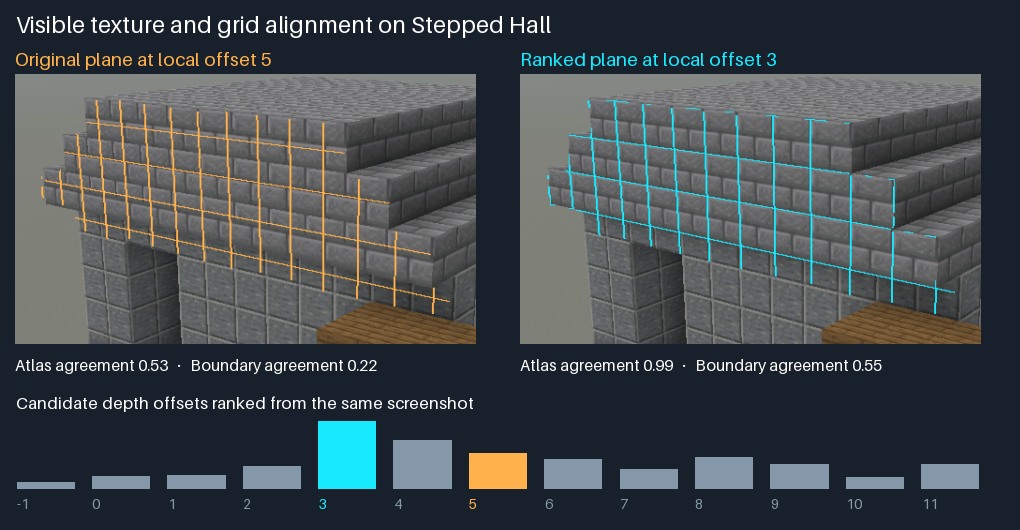 Visible texture and grid alignment on Stepped Hall
Original plane at local offset 5
Ranked plane at local offset 3
Atlas agreement 0.53 · Boundary agreement 0.22
Atlas agreement 0.99 · Boundary agreement 0.55
Candidate depth offsets ranked from the same screenshot
-1 0 1 2 3 4 5 6 7 8 9 10 11